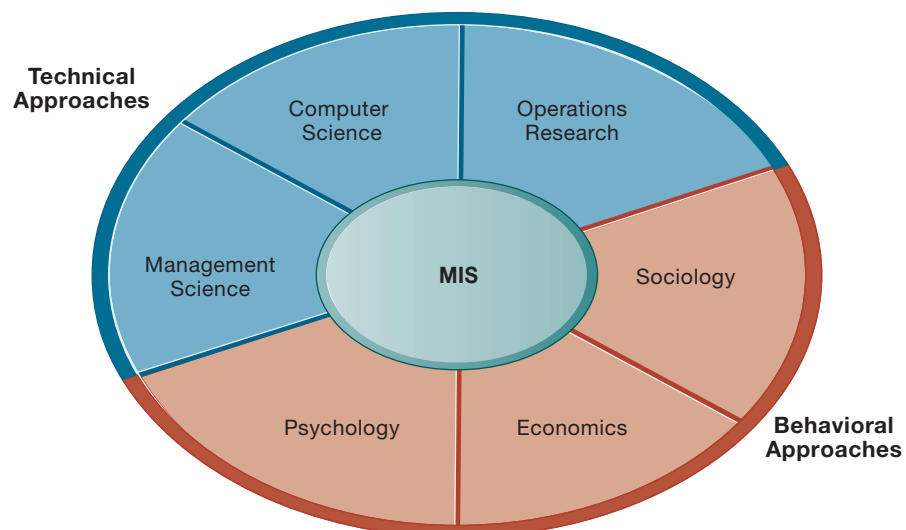 Technical
Approaches
Computer
Science
Operations
Research
Management
Science
MIS
Sociology
Psychology
Economics
Behavioral
Approaches